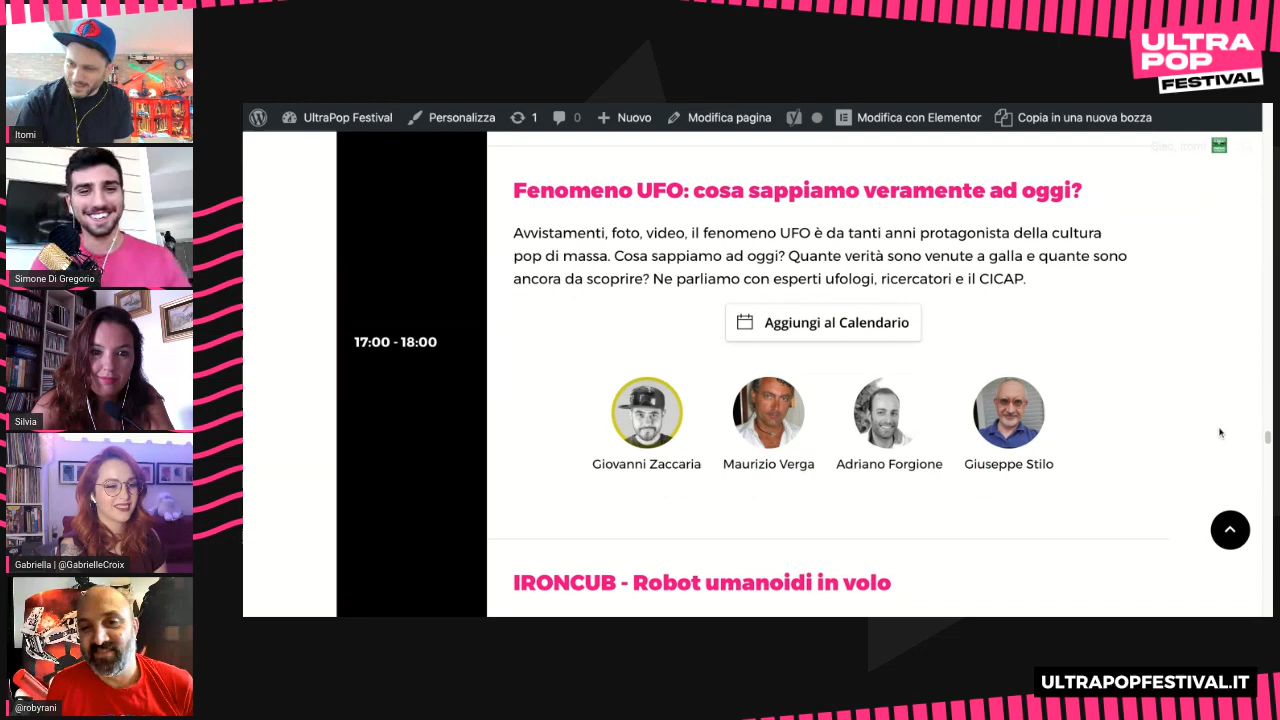 Itomi
Simone Di Gregorio
Silvia
Gabriella | @GabrielleCroix
@robyrani
ULTRA
POP
FESTIVAL
UltraPop Festival
Personalizza
1
0
Nuovo
Modifica pagina
Modifica con Elementor
Copia in una nuova bozza
Ciao, Itomi
17:00 - 18:00
Fenomeno UFO: cosa sappiamo veramente ad oggi?
Avvistamenti, foto, video, il fenomeno UFO è da tanti anni protagonista della cultura
pop di massa. Cosa sappiamo ad oggi? Quante verità sono venute a galla e quante sono
ancora da scoprire? Ne parliamo con esperti ufologi, ricercatori e il CICAP.
Aggiungi al Calendario
Giovanni Zaccaria
Maurizio Verga
Adriano Forgione
Giuseppe Stilo
IRONCUB - Robot umanoidi in volo
ULTRAPOPFESTIVAL.IT